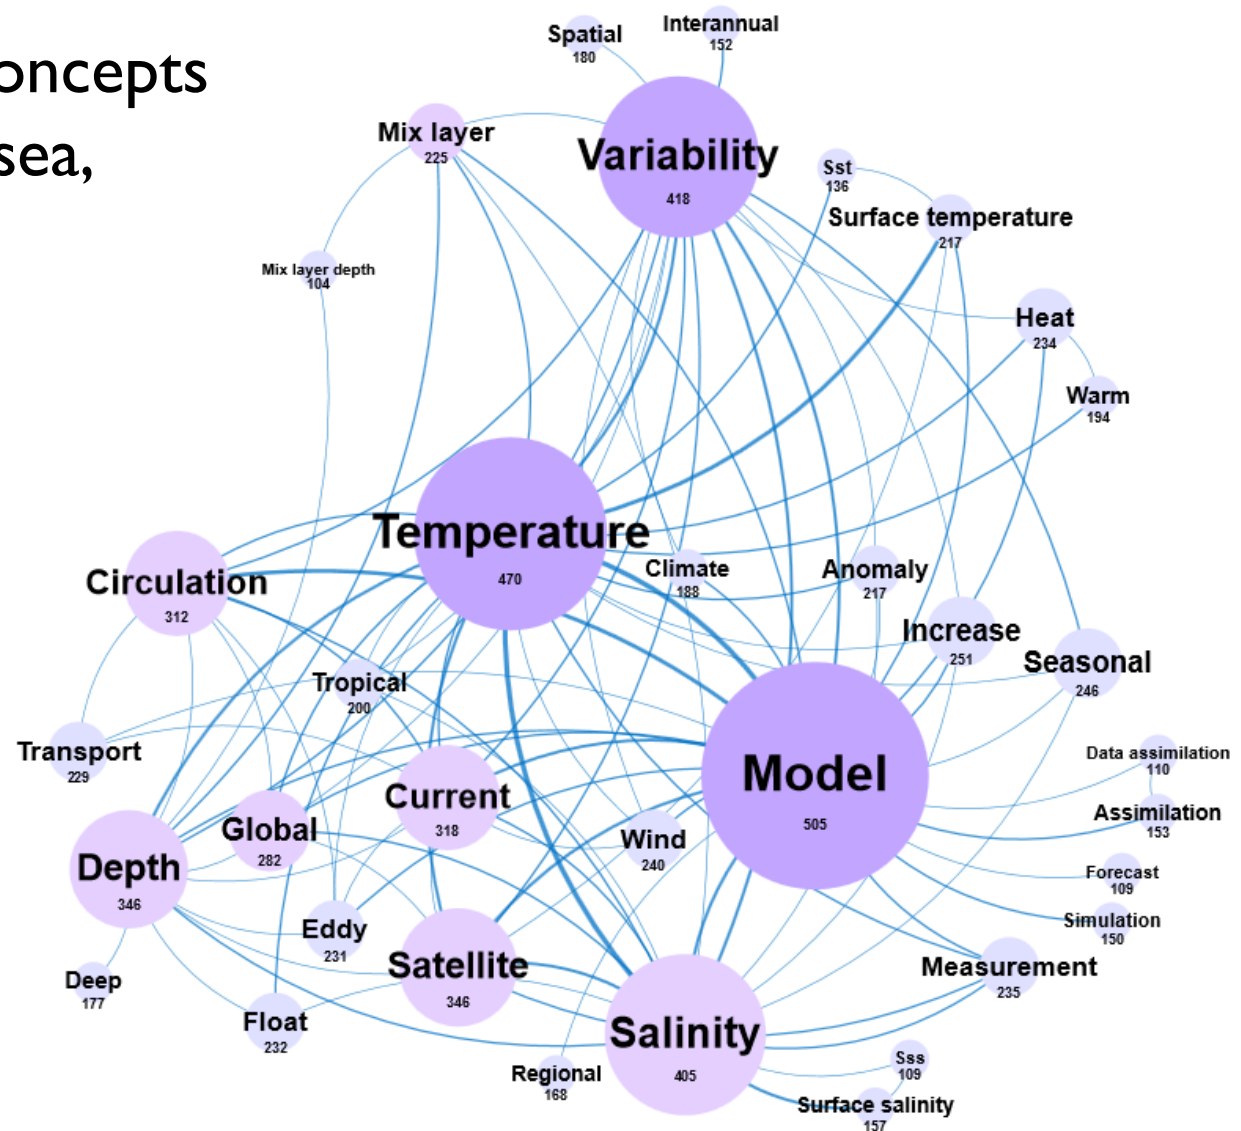 oncepts
sea,
Spatial
180
Interannual
152
Mix layer
225
Variability
418
Sst
136
Surface temperature
217
Mix layer depth
104
Heat
234
Warm
194
Temperature
470
Circulation
312
Climate
188
Anomaly
217
Increase
251
Seasonal
246
Tropical
200
Transport
229
Model
505
Data assimilation
110
Current
318
Assimilation
153
Global
282
Wind
240
Depth
346
Forecast
109
Simulation
150
Eddy
231
Satellite
346
Measurement
235
Deep
177
Float
232
Salinity
405
Sss
109
Regional
168
Surface salinity
157